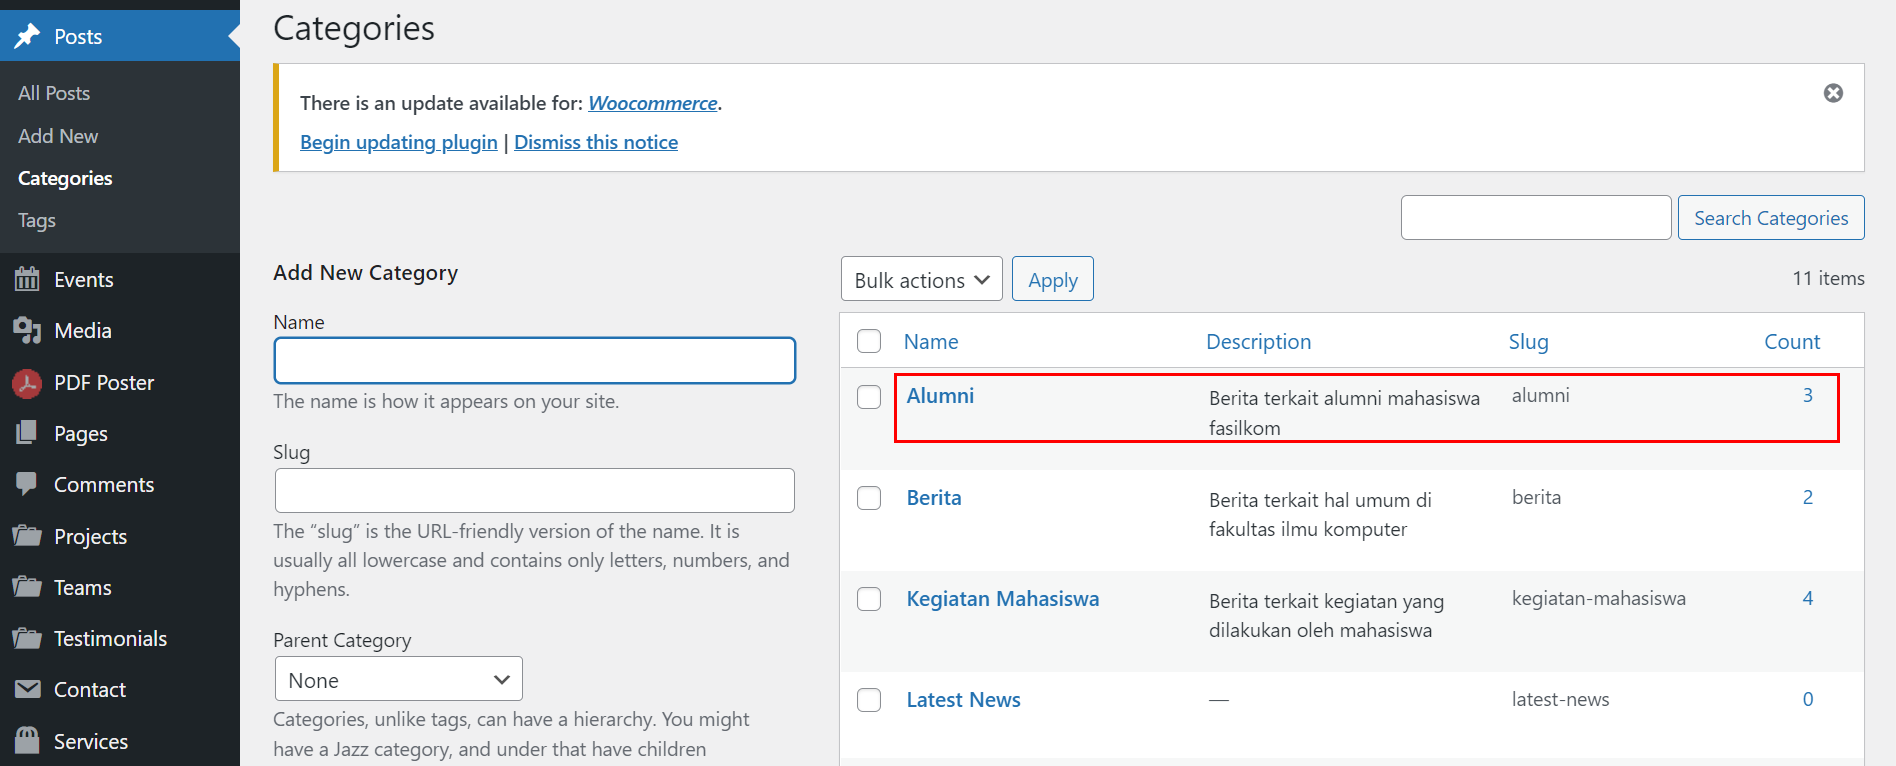 Posts
All Posts
Add New
Categories
Tags
Events
Media
PDF Poster
Pages
Comments
Projects
Teams
Testimonials
Contact
Services
Categories
There is an update available for: Woocommerce.
Begin updating plugin | Dismiss this notice
Search Categories
Add New Category
Name
The name is how it appears on your site.
Slug
The “slug” is the URL-friendly version of the name. It is
usually all lowercase and contains only letters, numbers, and
hyphens.
Parent Category
None
Categories, unlike tags, can have a hierarchy. You might
have a Jazz category, and under that have children
Bulk actions Apply 11 items
Name Description Slug Count
Alumni Berita terkait alumni mahasiswa alumni 3
fasilkom
Berita Berita terkait hal umum di berita 2
fakultas ilmu komputer
Kegiatan Mahasiswa Berita terkait kegiatan yang kegiatan-mahasiswa 4
dilakukan oleh mahasiswa
Latest News — latest-news 0